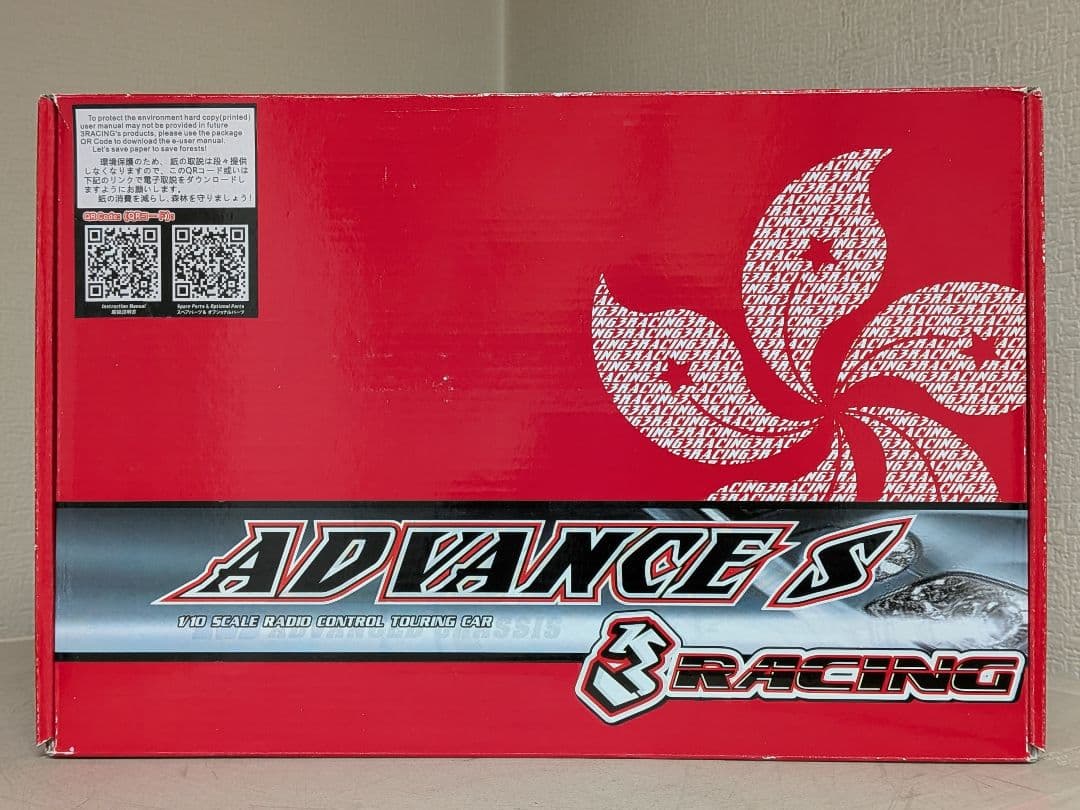 To protect the environment hard copy(printed)
user manual may not be provided in future
3RACING's products, please use the package
QR Code to download the e-user manual.
Let's save paper to save forests!
環境保護のため、紙の取説は段々提供
しなくなりますので、このQRコード或いは
下記のリンクで電子取説をダウンロードし
ますようにお願いします。
紙の消費を減らし、森林を守りましょう!
QR Code: (QRコード):
Instruction Manual
取扱説明書
Spare Parts & Optional Parts
スペアパーツ & オプショナルパーツ
ADVANCE S
1/10 SCALE RADIO CONTROL TOURING CAR
ADVANCED CHASSIS
3RACING